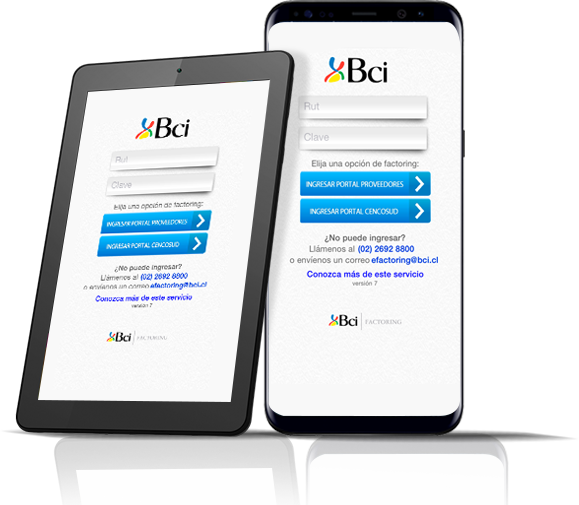 Bci
Rut
Clave
Elija una opción de factoring:
INGRESAR PORTAL PROVEEDORES
INGRESAR PORTAL CENCOSUD
¿No puede ingresar?
Llámenos al (02) 2692 8800
o envíenos un correo efactoring@bci.cl
Conozca más de este servicio
versión 7
Bci FACTORING
Bci
Rut
Clave
Elija una opción de factoring:
INGRESAR PORTAL PROVEEDORES
INGRESAR PORTAL CENCOSUD
¿No puede ingresar?
Llámenos al (02) 2692 8800
o envíenos un correo efactoring@bci.cl
Conozca más de este servicio
versión 7
Bci FACTORING